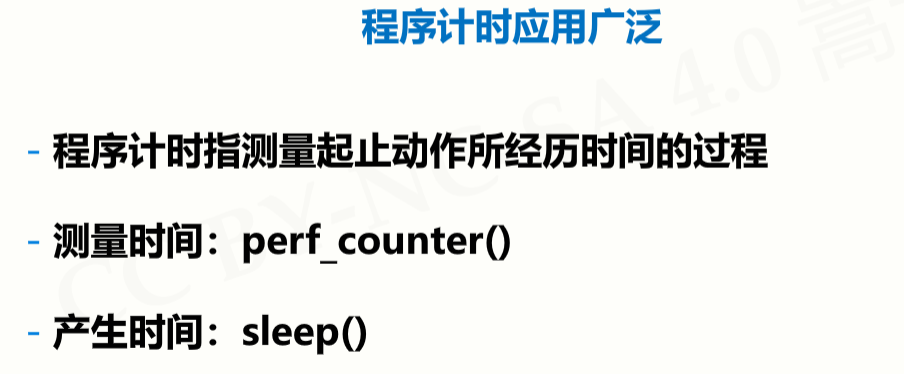 程序计时应用广泛
- 程序计时指测量起止动作所经历时间的过程
- 测量时间：perf_counter()
- 产生时间：sleep()
CC BY-NC-SA 4.0 嵩